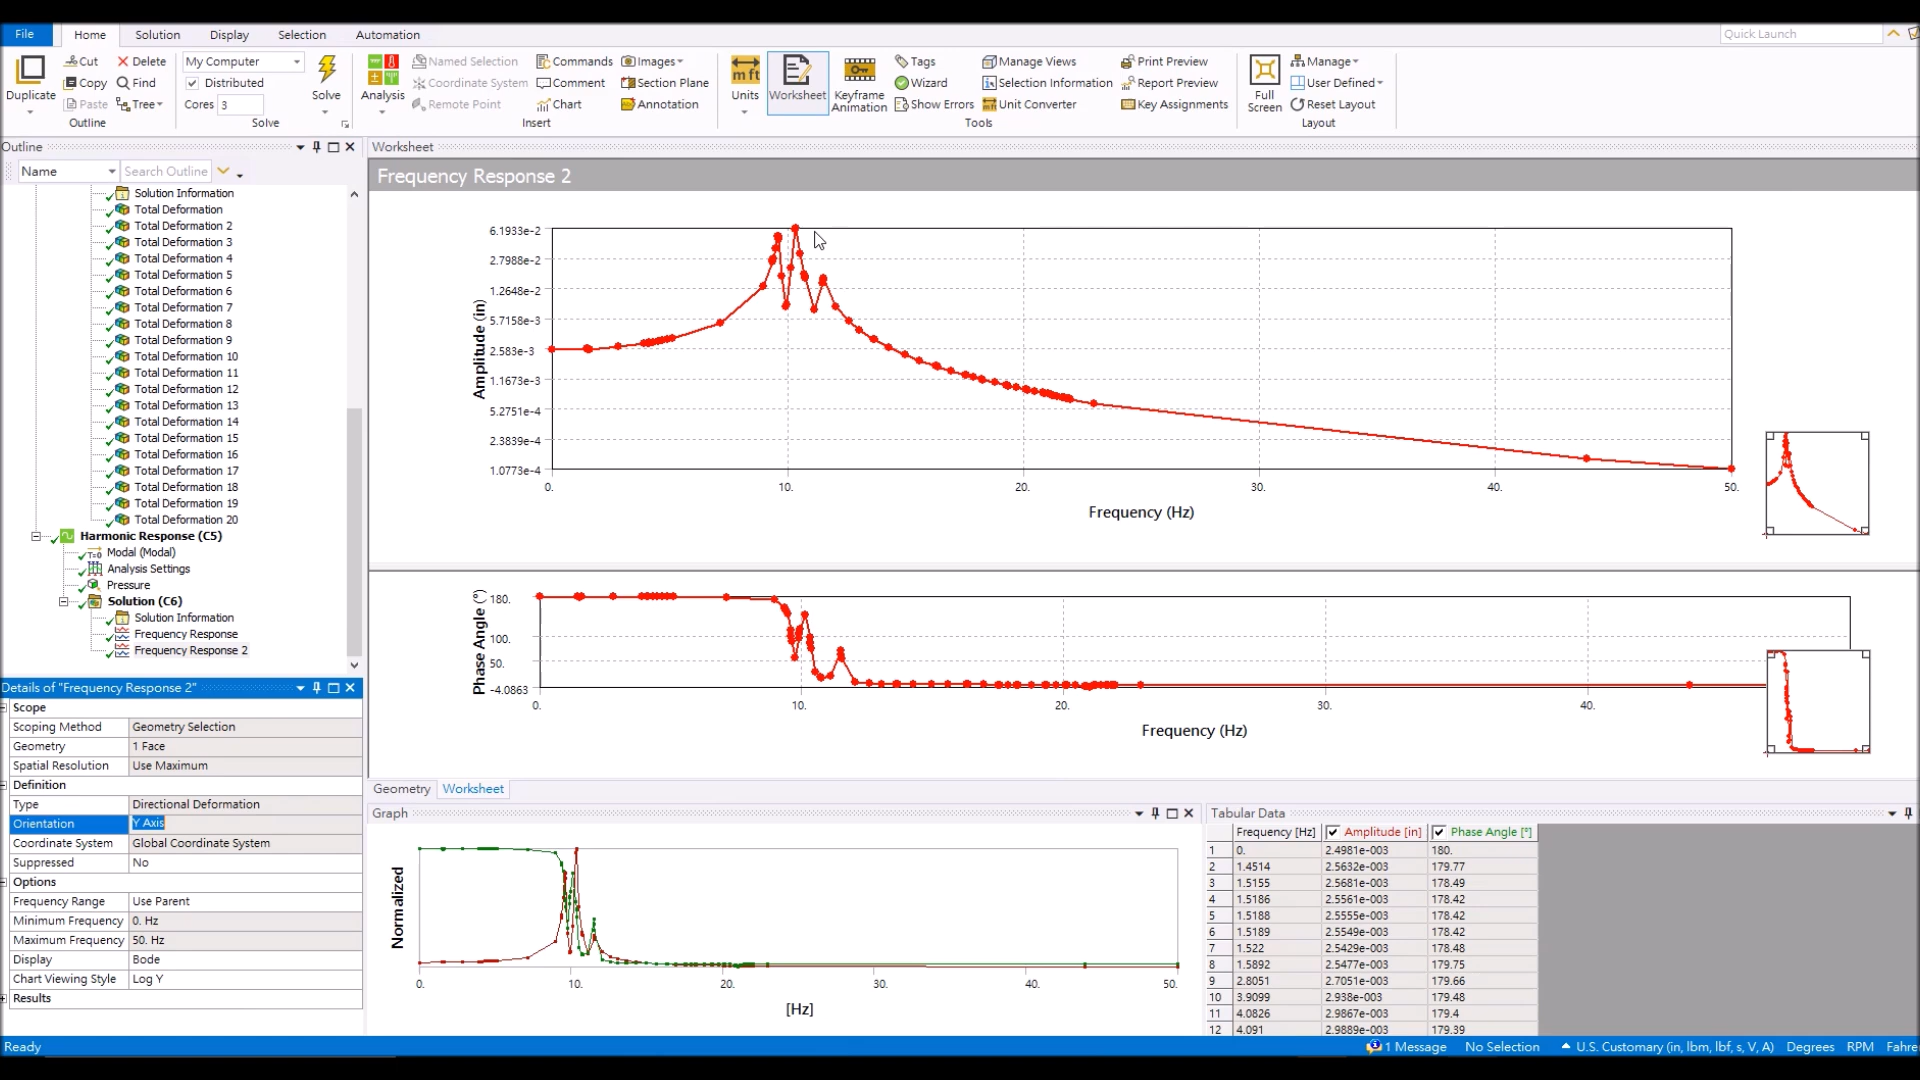 File Home Solution Display Selection Automation Quick Launch
Duplicate Cut Copy Paste Delete Find Tree Outline
My Computer Distributed Cores 3 Solve Solve
Analysis Named Selection Coordinate System Remote Point Commands Comment Chart Images Section Plane Annotation Insert
Units Worksheet Keyframe Animation Tags Wizard Show Errors Manage Views Selection Information Unit Converter Print Preview Report Preview Key Assignments Tools
Full Screen Manage User Defined Reset Layout Layout
Outline
Name Search Outline
Solution Information
Total Deformation
Total Deformation 2
Total Deformation 3
Total Deformation 4
Total Deformation 5
Total Deformation 6
Total Deformation 7
Total Deformation 8
Total Deformation 9
Total Deformation 10
Total Deformation 11
Total Deformation 12
Total Deformation 13
Total Deformation 14
Total Deformation 15
Total Deformation 16
Total Deformation 17
Total Deformation 18
Total Deformation 19
Total Deformation 20
Harmonic Response (C5)
Modal (Modal)
Analysis Settings
Pressure
Solution (C6)
Solution Information
Frequency Response
Frequency Response 2
Details of "Frequency Response 2"
Scope
Scoping Method Geometry Selection
Geometry 1 Face
Spatial Resolution Use Maximum
Definition
Type Directional Deformation
Orientation Y Axis
Coordinate System Global Coordinate System
Suppressed No
Options
Frequency Range Use Parent
Minimum Frequency 0. Hz
Maximum Frequency 50. Hz
Display Bode
Chart Viewing Style Log Y
Results
Worksheet
Frequency Response 2
Amplitude (in)
6.1933e-2
2.7988e-2
1.2648e-2
5.7158e-3
2.583e-3
1.1673e-3
5.2751e-4
2.3839e-4
1.0773e-4
0. 10. 20. 30. 40. 50.
Frequency (Hz)
Phase Angle (°)
180.
100.
50.
-4.0863
0. 10. 20. 30. 40.
Frequency (Hz)
Geometry Worksheet
Graph
Normalized
0. 10. 20. 30. 40. 50.
[Hz]
Tabular Data
Frequency [Hz] Amplitude [in] Phase Angle [°]
1 0. 2.4981e-003 180.
2 1.4514 2.5632e-003 179.77
3 1.5155 2.5681e-003 178.49
4 1.5186 2.5561e-003 178.42
5 1.5188 2.5555e-003 178.42
6 1.5189 2.5549e-003 178.42
7 1.522 2.5429e-003 178.48
8 1.5892 2.5477e-003 179.75
9 2.8051 2.7051e-003 179.66
10 3.9099 2.938e-003 179.48
11 4.0826 2.9867e-003 179.4
12 4.091 2.9889e-003 179.39
Ready 1 Message No Selection U.S. Customary (in, lbm, lbf, s, V, A) Degrees RPM Fahre